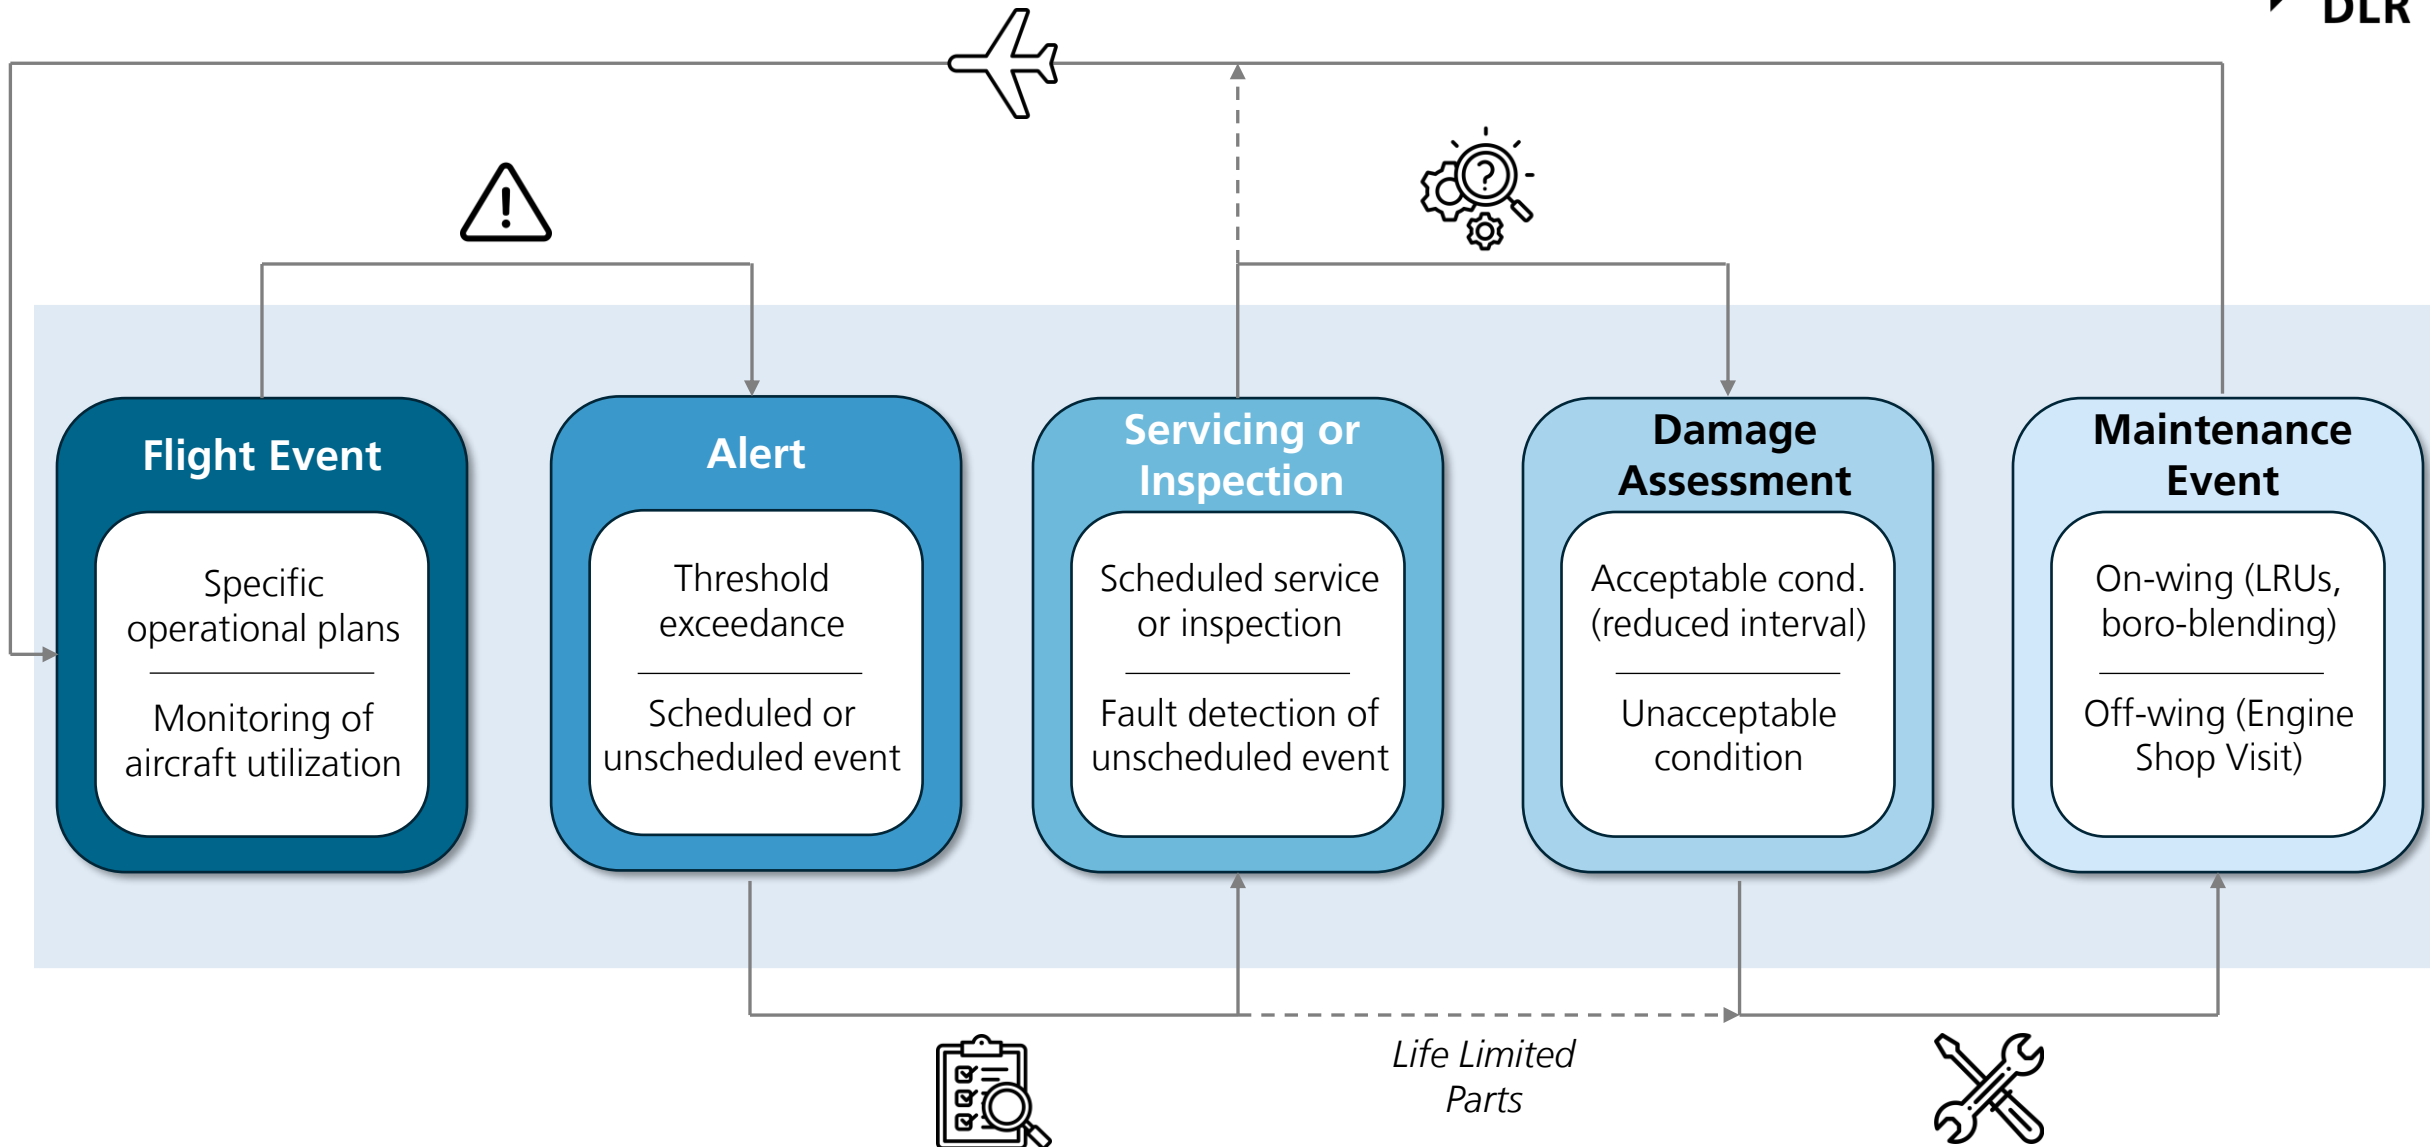 DLR
Flight Event
Specific
operational plans
Monitoring of
aircraft utilization
Alert
Threshold
exceedance
Scheduled or
unscheduled event
Servicing or
Inspection
Scheduled service
or inspection
Fault detection of
unscheduled event
Damage
Assessment
Acceptable cond.
(reduced interval)
Unacceptable
condition
Maintenance
Event
On-wing (LRUs,
boro-blending)
Off-wing (Engine
Shop Visit)
Life Limited
Parts